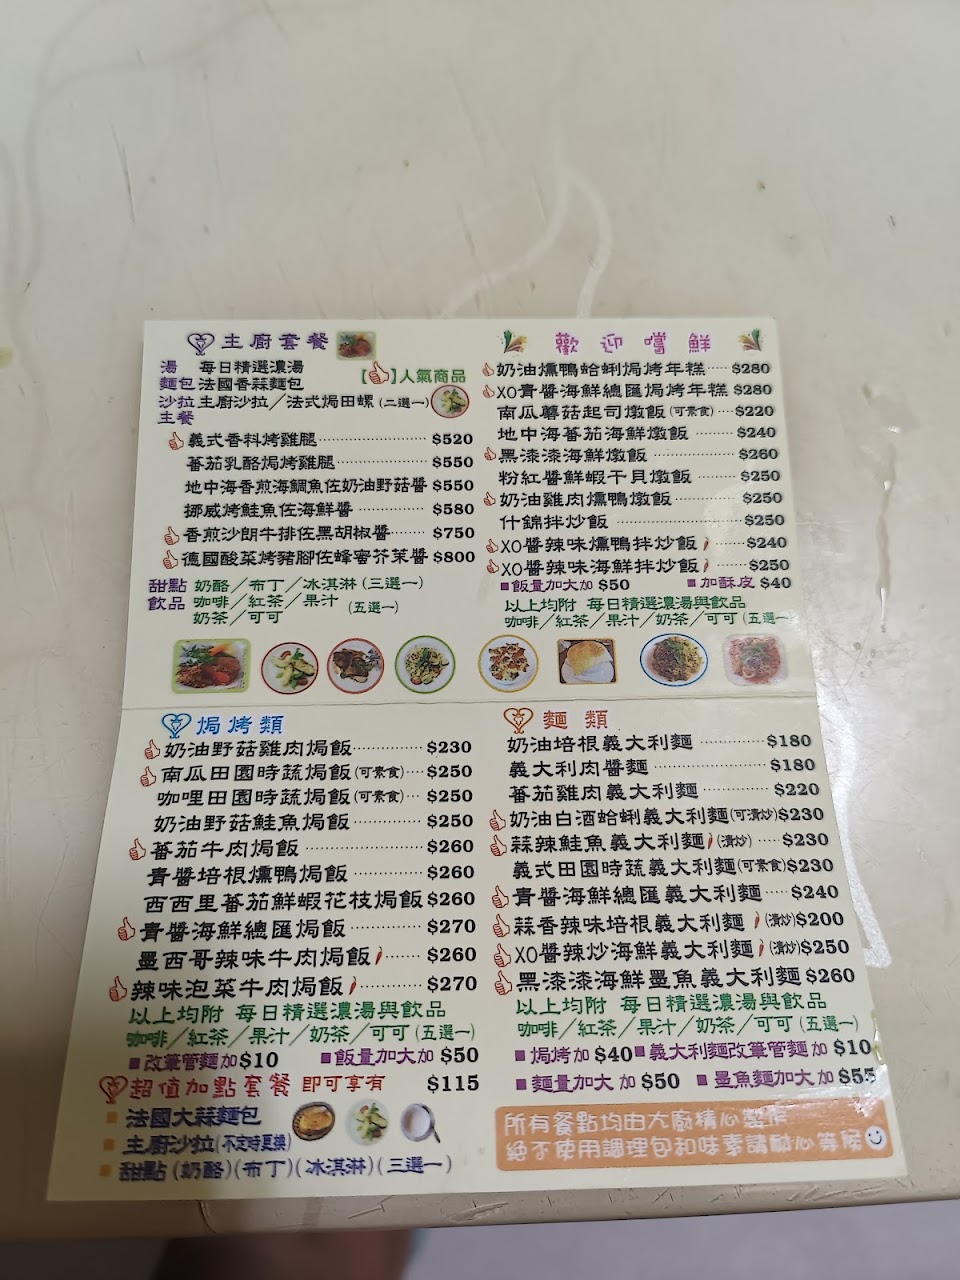 主廚套餐
湯 每日精選濃湯
【】人氣商品
麵包 法國香蒜麵包
沙拉 主廚沙拉／法式焗田螺(二選一)
主餐
義式香料烤雞腿 $520
蕃茄乳酪焗烤雞腿 $550
地中海香煎海鯛魚佐奶油野菇醬 $550
挪威烤鮭魚佐海鮮醬 $580
香煎沙朗牛排佐黑胡椒醬 $750
德國酸菜烤豬腳佐蜂蜜芥茉醬 $800
甜點 奶酪／布丁／冰淇淋(三選一)
飲品 咖啡／紅茶／果汁 (五選一)
奶茶／可可
歡迎嚐鮮
奶油燻鴨蛤蜊焗烤年糕 $280
XO青醬海鮮總匯焗烤年糕 $280
南瓜蘑菇起司燉飯(可素食) $220
地中海蕃茄海鮮燉飯 $240
黑漆漆海鮮燉飯 $260
粉紅醬鮮蝦干貝燉飯 $250
奶油雞肉燻鴨燉飯 $250
什錦拌炒飯 $250
XO醬辣味燻鴨拌炒飯 $240
XO醬辣味海鮮拌炒飯 $250
■飯量加大加 $50 ■加酥皮 $40
以上均附 每日精選濃湯與飲品
咖啡／紅茶／果汁／奶茶／可可(五選一
焗烤類
奶油野菇雞肉焗飯 $230
南瓜田園時蔬焗飯(可素食) $250
咖哩田園時蔬焗飯(可素食) $250
奶油野菇鮭魚焗飯 $250
蕃茄牛肉焗飯 $260
青醬培根燻鴨焗飯 $260
西西里蕃茄鮮蝦花枝焗飯 $260
青醬海鮮總匯焗飯 $270
墨西哥辣味牛肉焗飯 $260
辣味泡菜牛肉焗飯 $270
以上均附 每日精選濃湯與飲品
咖啡／紅茶／果汁／奶茶／可可(五選一)
■改筆管麵加$10 ■飯量加大加 $50
超值加點套餐 即可享有 $115
■ 法國大蒜麵包
■ 主廚沙拉(不定時更換)
■ 甜點(奶酪)(布丁)(冰淇淋)(三選一)
麵類
奶油培根義大利麵 $180
義大利肉醬麵 $180
蕃茄雞肉義大利麵 $220
奶油白酒蛤蜊義大利麵(可清炒)$230
蒜辣鮭魚義大利麵(清炒) $230
義式田園時蔬義大利麵(可素食)$230
青醬海鮮總匯義大利麵 $240
蒜香辣味培根義大利麵 (清炒)$200
XO醬辣炒海鮮義大利麵 (清炒)$250
黑漆漆海鮮墨魚義大利麵 $260
以上均附 每日精選濃湯與飲品
咖啡／紅茶／果汁／奶茶／可可(五選一)
■焗烤加 $40 ■義大利麵改筆管麵加 $10
■麵量加大加 $50 ■墨魚麵加大加 $55
所有餐點均由大廚精心製作
絕不使用調理包和味素請耐心等候